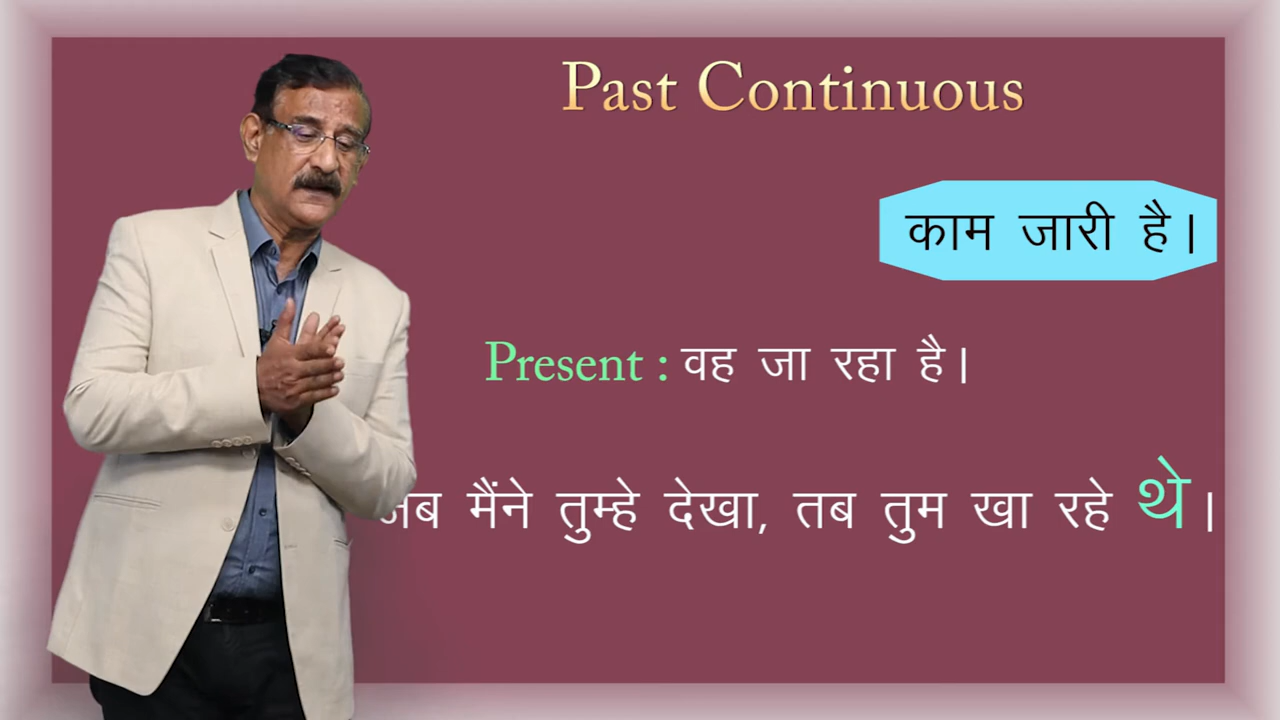 Past Continuous
काम जारी है।
Present : वह जा रहा है।
मैंने तुम्हे देखा, तब तुम खा रहे थे।